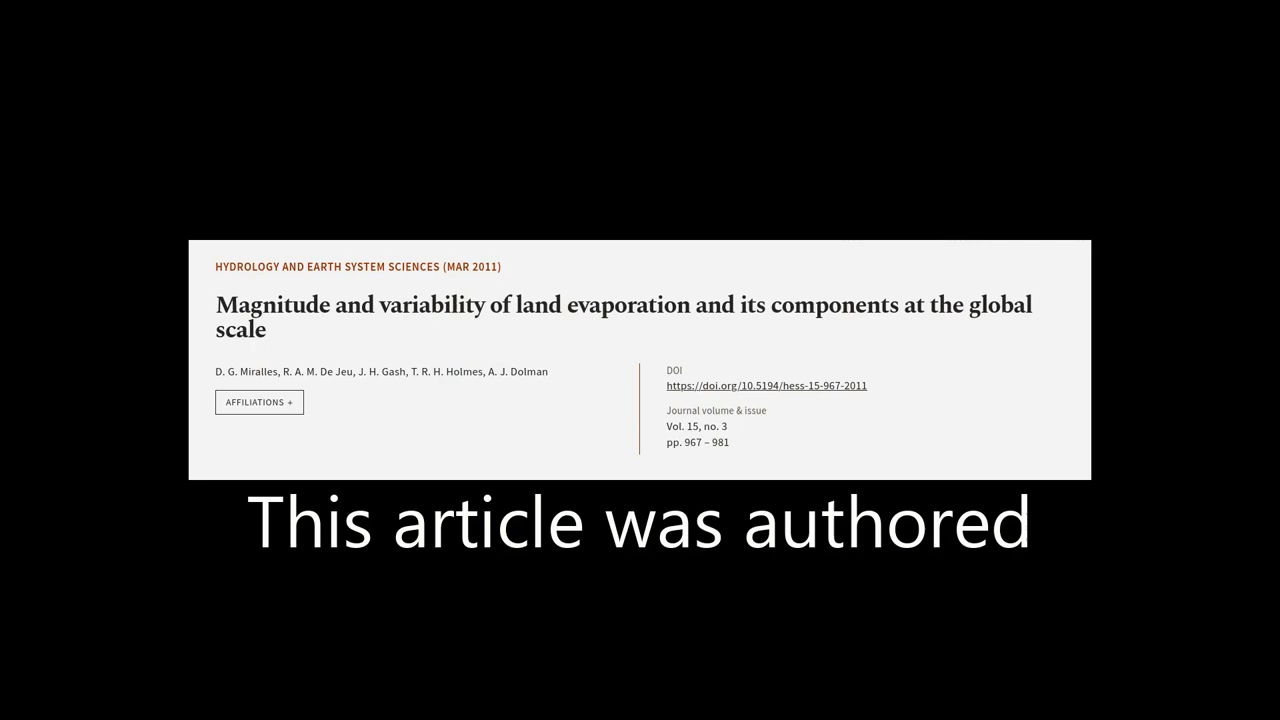 HYDROLOGY AND EARTH SYSTEM SCIENCES (MAR 2011)
Magnitude and variability of land evaporation and its components at the global
scale
D. G. Miralles, R. A. M. De Jeu, J. H. Gash, T. R. H. Holmes, A. J. Dolman
AFFILIATIONS +
DOI
https://doi.org/10.5194/hess-15-967-2011
Journal volume & issue
Vol. 15, no. 3
pp. 967 – 981
This article was authored